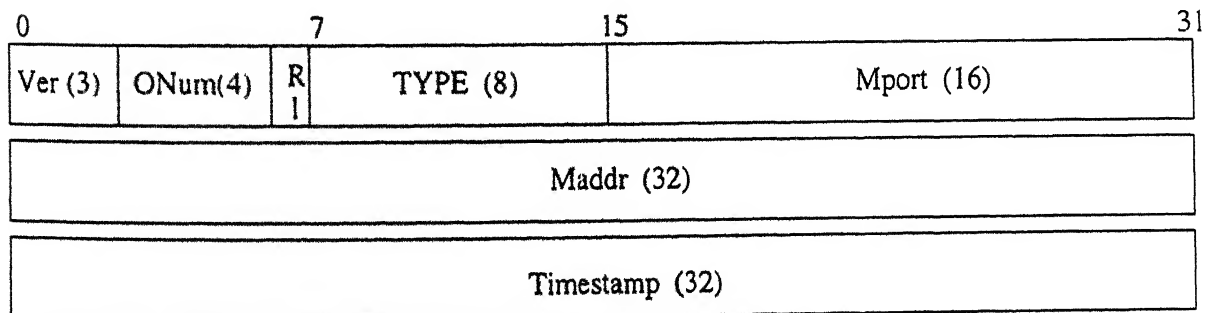 0 7 15 31
Ver (3) ONum(4) R TYPE (8) Mport (16)
1
Maddr (32)
Timestamp (32)